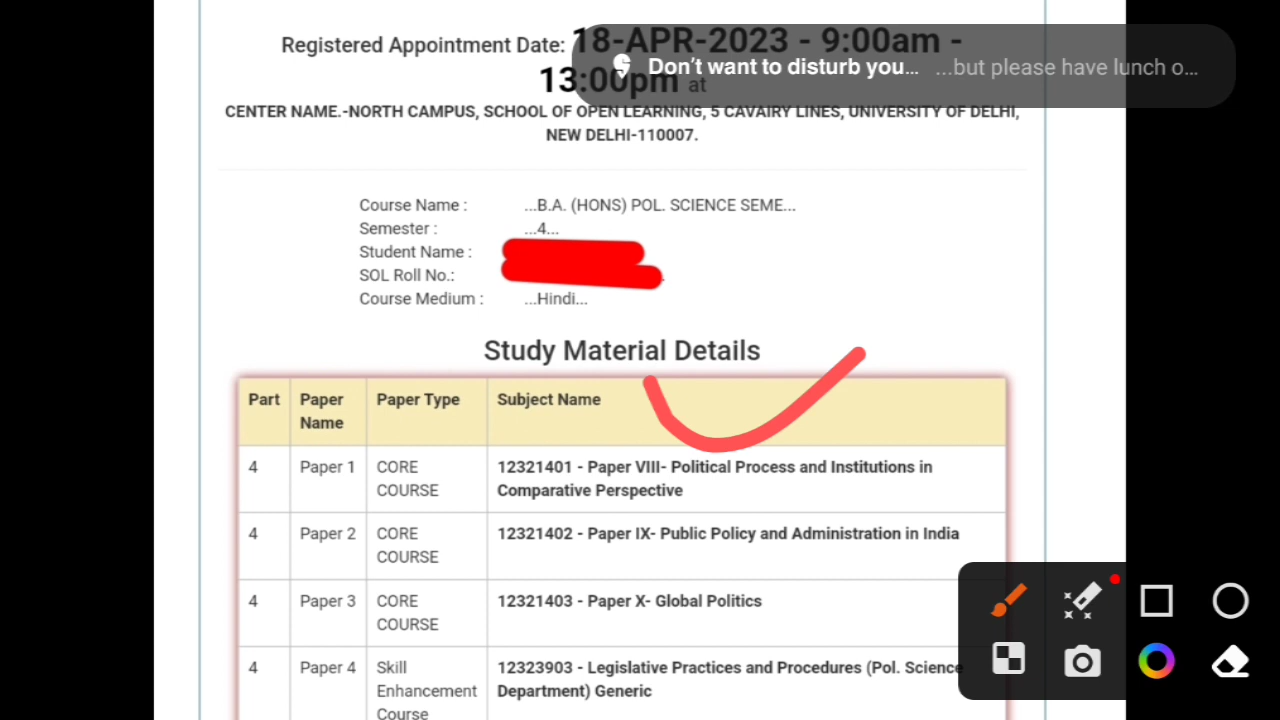 Registered Appointment Date: 18-APR-2023 - 9:00am -
13:00pm at
Don't want to disturb you... ...but please have lunch o...
CENTER NAME.-NORTH CAMPUS, SCHOOL OF OPEN LEARNING, 5 CAVAIRY LINES, UNIVERSITY OF DELHI,
NEW DELHI-110007.
Course Name : ...B.A. (HONS) POL. SCIENCE SEME...
Semester : ...4...
Student Name :
SOL Roll No.:
Course Medium : ...Hindi...
Study Material Details
Part Paper Name Paper Type Subject Name
4 Paper 1 CORE COURSE 12321401 - Paper VIII- Political Process and Institutions in
Comparative Perspective
4 Paper 2 CORE COURSE 12321402 - Paper IX- Public Policy and Administration in India
4 Paper 3 CORE COURSE 12321403 - Paper X- Global Politics
4 Paper 4 Skill Enhancement Course 12323903 - Legislative Practices and Procedures (Pol. Science
Department) Generic